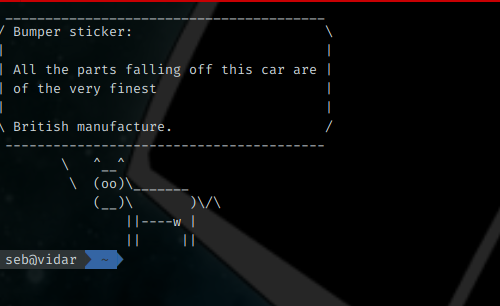 Bumper sticker:
All the parts falling off this car are
of the very finest
British manufacture.
^__^
(oo)\_______
(__)\ )\/\
||----w |
|| ||
seb@vidar ~